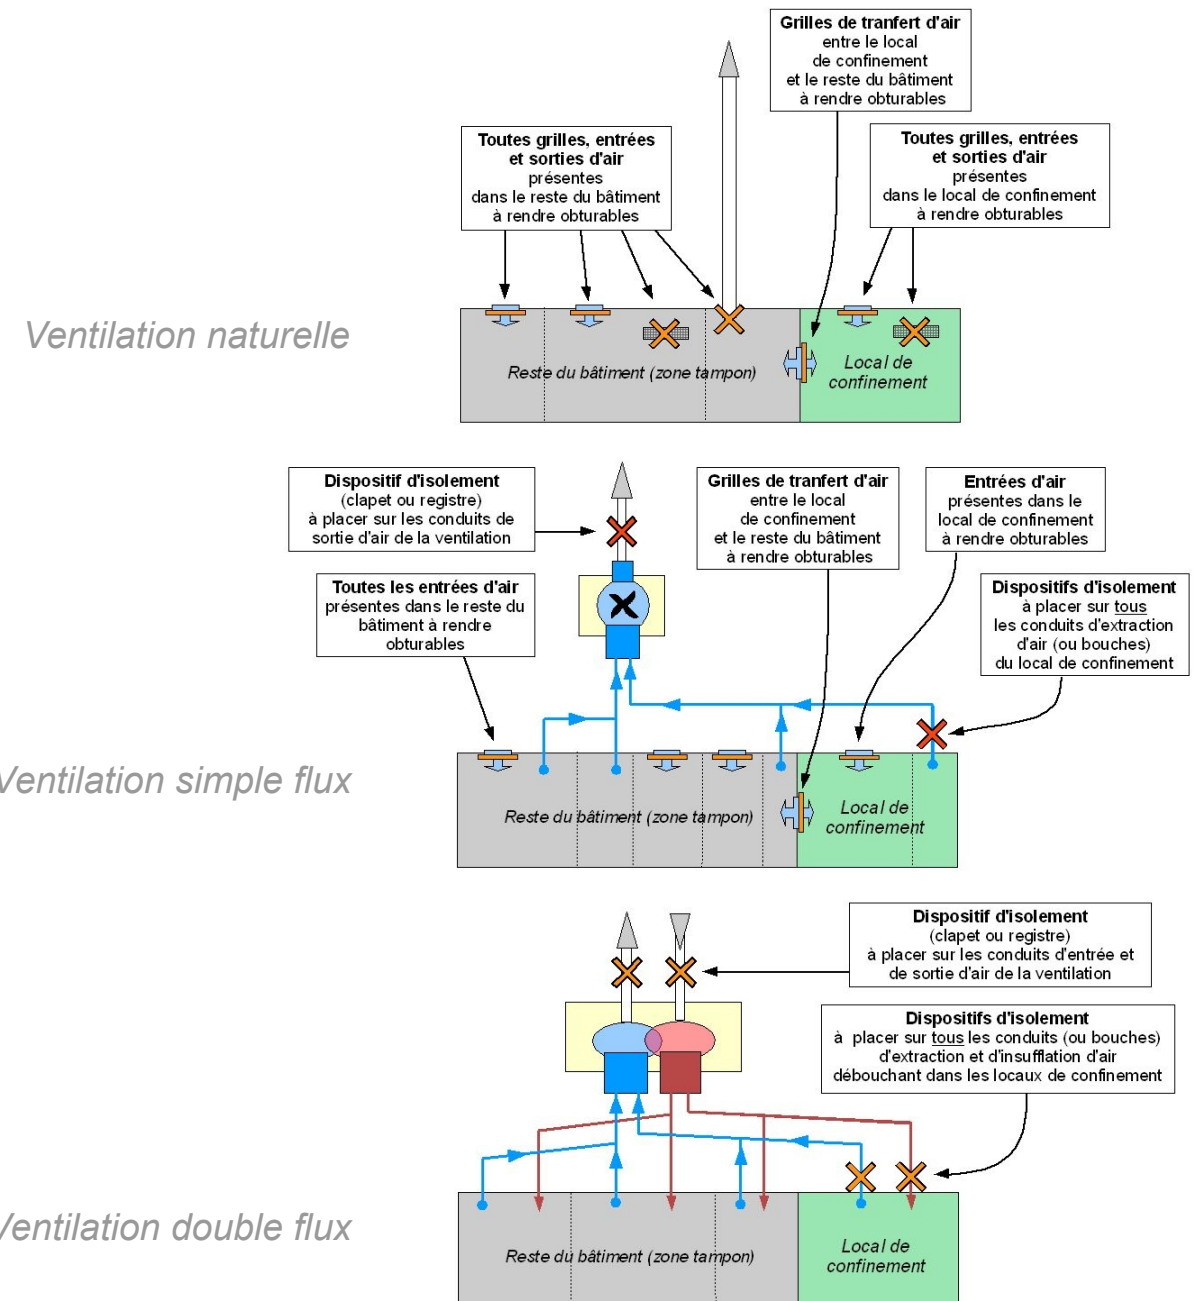 Grilles de tranfert d'air
entre le local
de confinement
et le reste du bâtiment
à rendre obturables
Toutes grilles, entrées
et sorties d'air
présentes
dans le reste du bâtiment
à rendre obturables
Toutes grilles, entrées
et sorties d'air
présentes
dans le local de confinement
à rendre obturables
Ventilation naturelle
Reste du bâtiment (zone tampon)
Local de
confinement
Dispositif d'isolement
(clapet ou registre)
à placer sur les conduits de
sortie d'air de la ventilation
Grilles de tranfert d'air
entre le local
de confinement
et le reste du bâtiment
à rendre obturables
Entrées d'air
présentes dans le
local de confinement
à rendre obturables
Toutes les entrées d'air
présentes dans le reste du
bâtiment à rendre
obturables
Dispositifs d'isolement
à placer sur tous
les conduits d'extraction
d'air (ou bouches)
du local de confinement
Ventilation simple flux
Reste du bâtiment (zone tampon)
Local de
confinement
Dispositif d'isolement
(clapet ou registre)
à placer sur les conduits d'entrée et
de sortie d'air de la ventilation
Dispositifs d'isolement
à placer sur tous les conduits (ou bouches)
d'extraction et d'insufflation d'air
débouchant dans les locaux de confinement
Ventilation double flux
Reste du bâtiment (zone tampon)
Local de
confinement